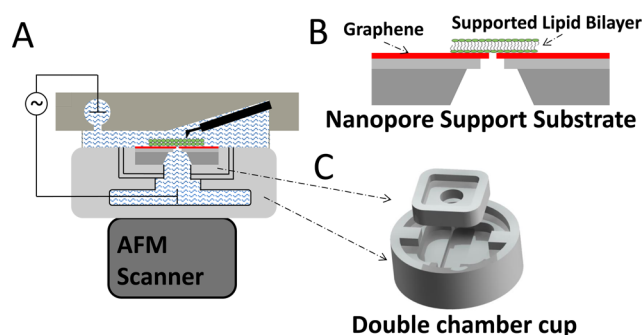 A
~
AFM
Scanner
B
Supported Lipid Bilayer
Graphene
Nanopore Support Substrate
C
Double chamber cup